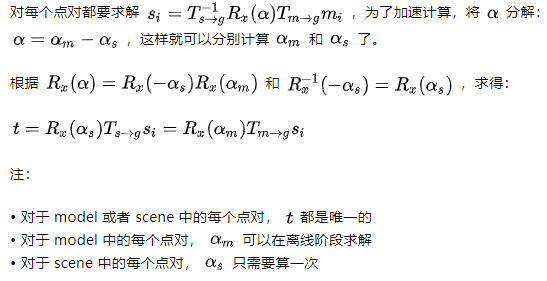 对每个点对都要求解 $s_i = T_{s \to g}^{-1} R_x(\alpha) T_{m \to g} m_i$ ，为了加速计算，将 $\alpha$ 分解：
$\alpha = \alpha_m - \alpha_s$ ，这样就可以分别计算 $\alpha_m$ 和 $\alpha_s$ 了。
根据 $R_x(\alpha) = R_x(-\alpha_s) R_x(\alpha_m)$ 和 $R_x^{-1}(-\alpha_s) = R_x(\alpha_s)$ ，求得：
$t = R_x(\alpha_s) T_{s \to g} s_i = R_x(\alpha_m) T_{m \to g} s_i$
注：
• 对于 model 或者 scene 中的每个点对， $t$ 都是唯一的
• 对于 model 中的每个点对， $\alpha_m$ 可以在离线阶段求解
• 对于 scene 中的每个点对， $\alpha_s$ 只需要算一次